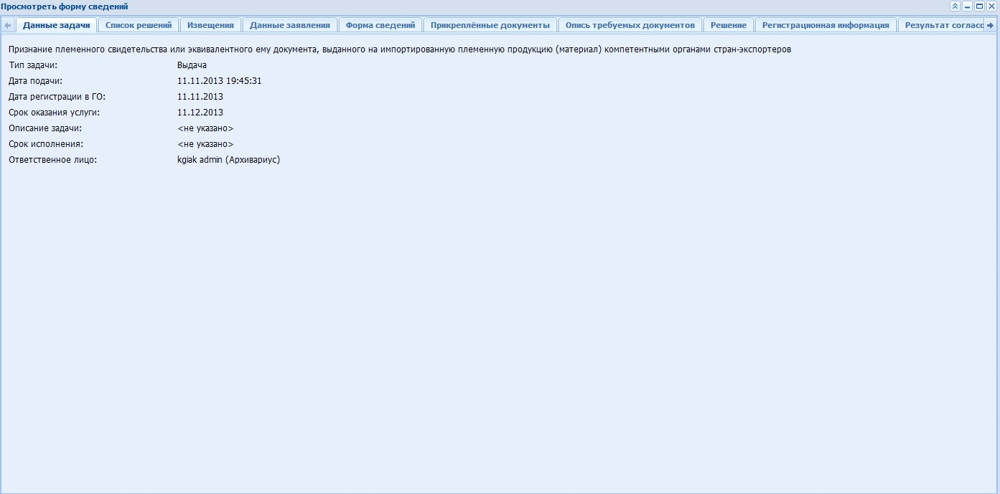 Просмотреть форму сведений
Данные задачи Список решений Извещения Данные заявления Форма сведений Прикреплённые документы Опись требуемых документов Решение Регистрационная информация Результат согласо
Признание племенного свидетельства или эквивалентного ему документа, выданного на импортированную племенную продукцию (материал) компетентными органами стран-экспортеров
Тип задачи: Выдача
Дата подачи: 11.11.2013 19:45:31
Дата регистрации в ГО: 11.11.2013
Срок оказания услуги: 11.12.2013
Описание задачи: <не указано>
Срок исполнения: <не указано>
Ответственное лицо: kgiak admin (Архивариус)